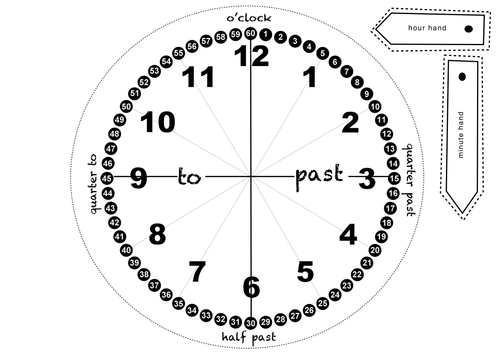 o'clock
60 1 2 3 4 5 6 7 8 9 10 11 12 13 14 15 16 17 18 19 20 21 22 23 24 25 26 27 28 29 30 31 32 33 34 35 36 37 38 39 40 41 42 43 44 45 46 47 48 49 50 51 52 53 54 55 56 57 58 59
12
1
2
3
4
5
6
7
8
9
10
11
to
past
quarter to
quarter past
half past
hour hand
minute hand